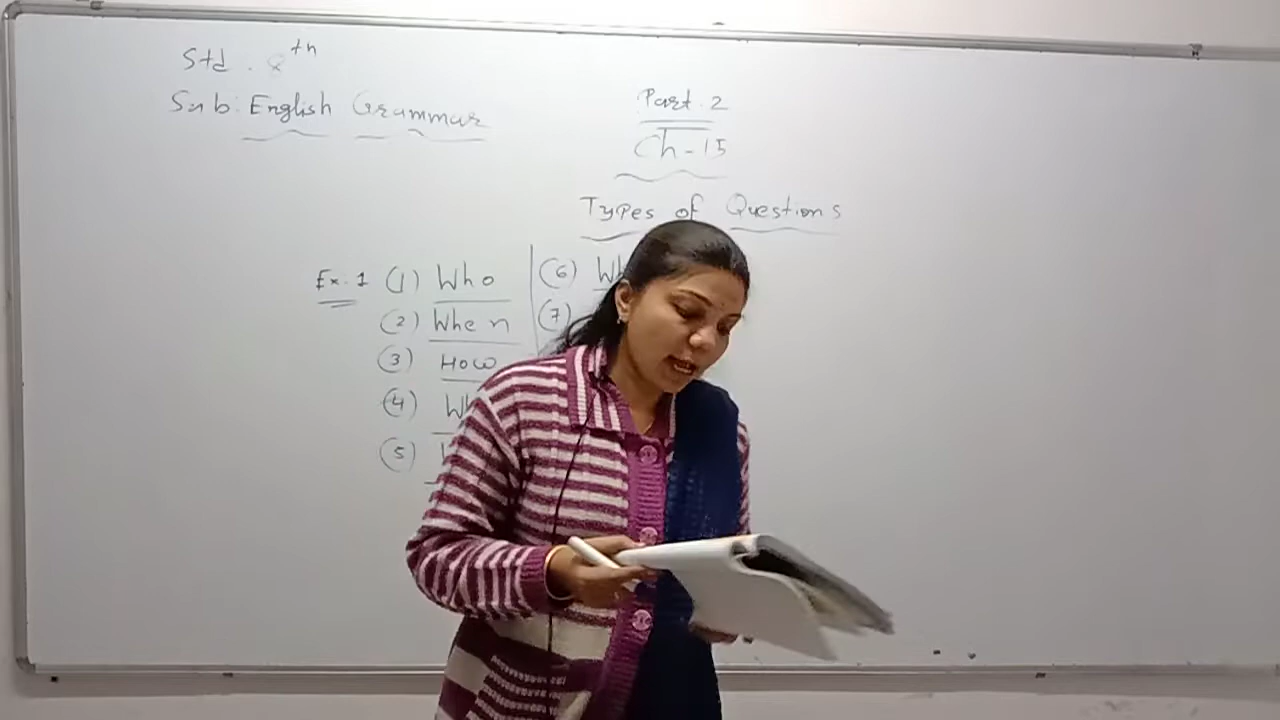 Std. 8th
Sub: English Grammar
Part. 2
Ch-15
Types of Questions
Ex. 1 (1) Who
(2) When
(3) How
(4)
(5)
(6)
(7)